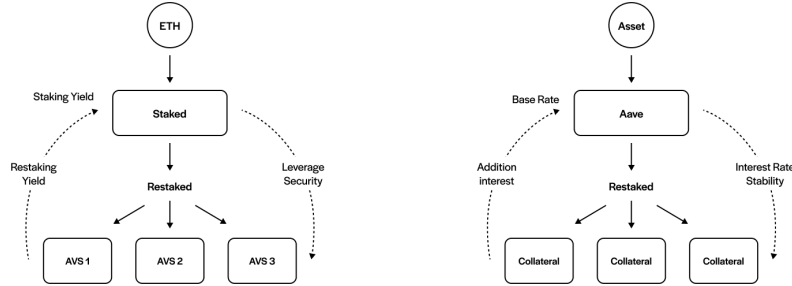 ETH
Staking Yield
Staked
Restaking
Yield
Leverage
Security
Restaked
AVS 1
AVS 2
AVS 3
Asset
Base Rate
Aave
Addition
interest
Interest Rate
Stability
Restaked
Collateral
Collateral
Collateral